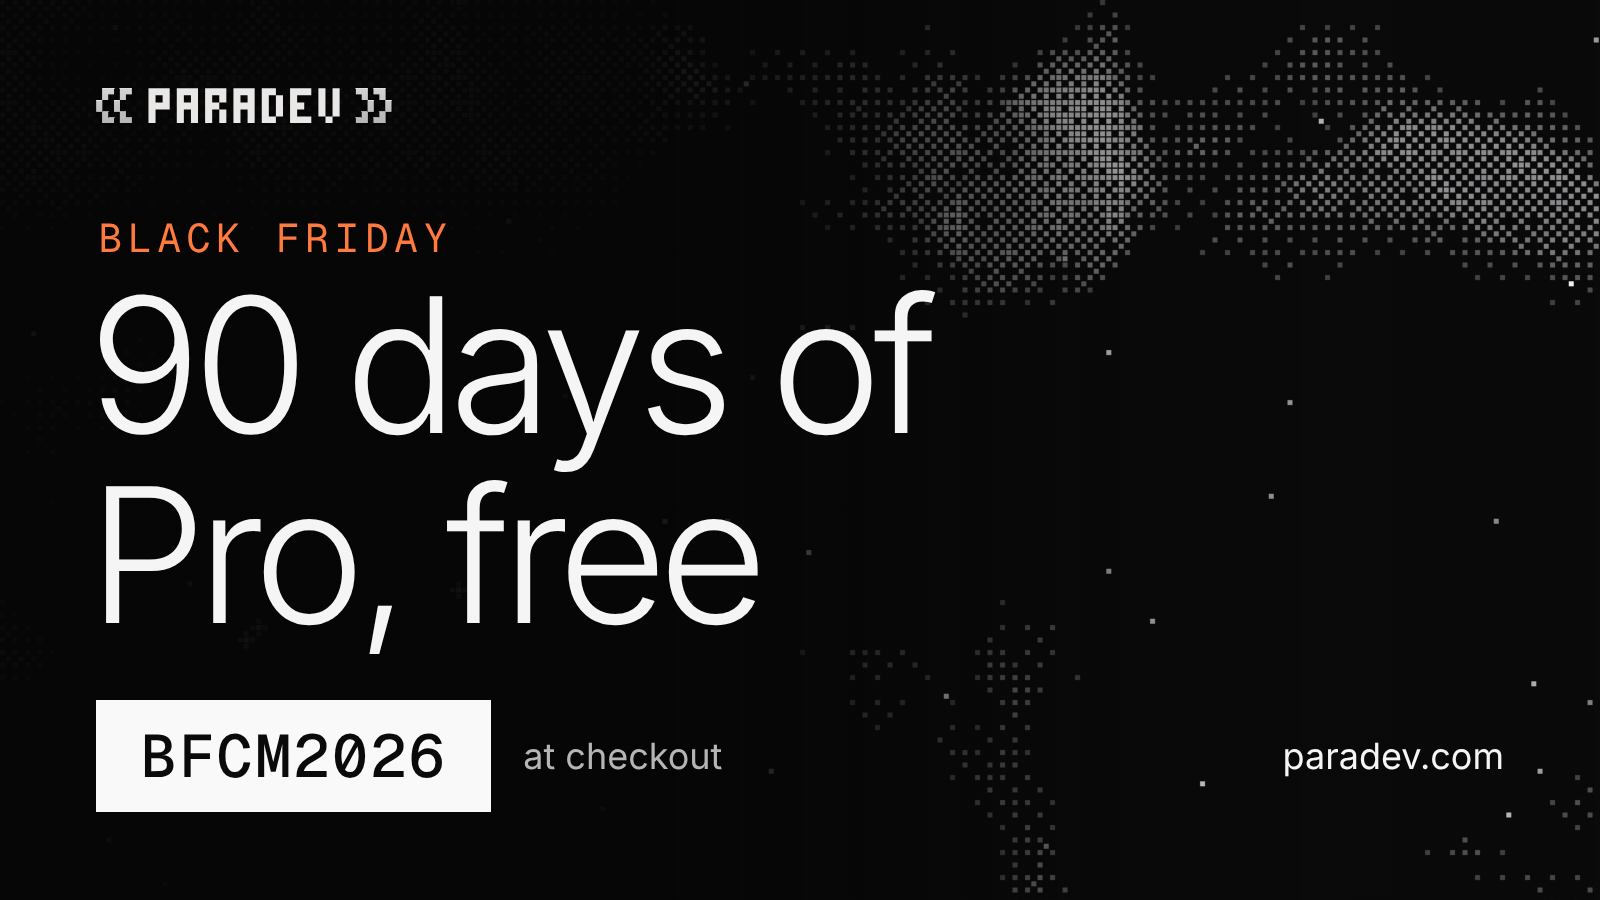 PARADEV
BLACK FRIDAY
90 days of
Pro, free
BFCM2026 at checkout
paradev.com